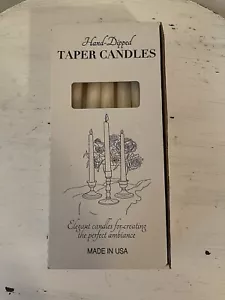 Hand-Dipped
TAPER CANDLES
Elegant candles for creating
the perfect ambiance
MADE IN USA